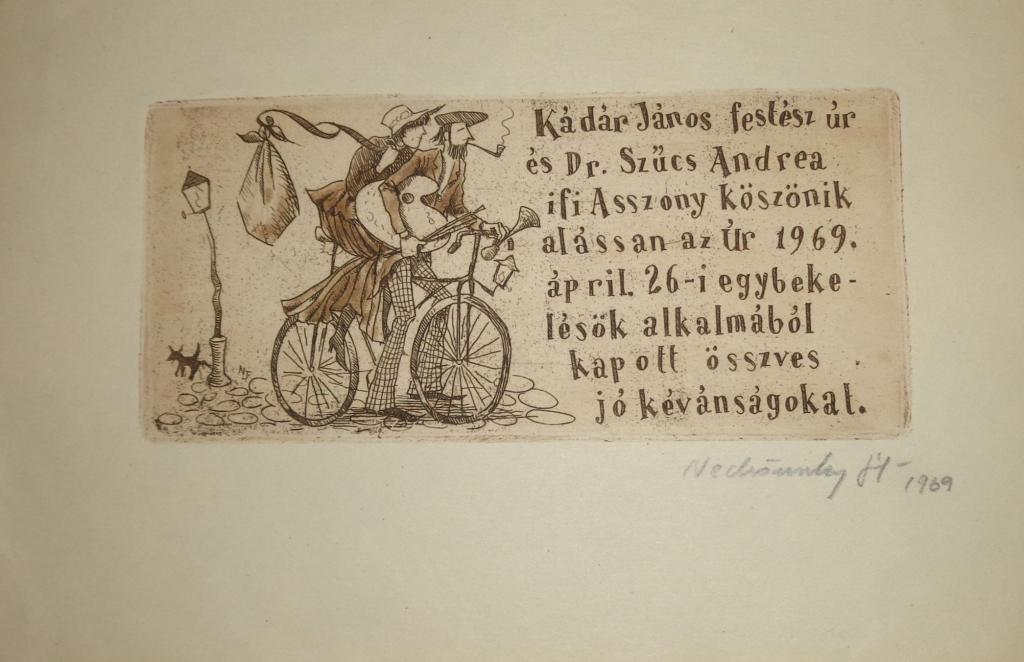 Kádár János festész úr
és Dr. Szűcs Andrea
ifi Asszony köszönik
alássan az Úr 1969.
ápril. 26-i egybeke-
lésök alkalmából
kapott összves
jó kévánságokat.
NF
1969